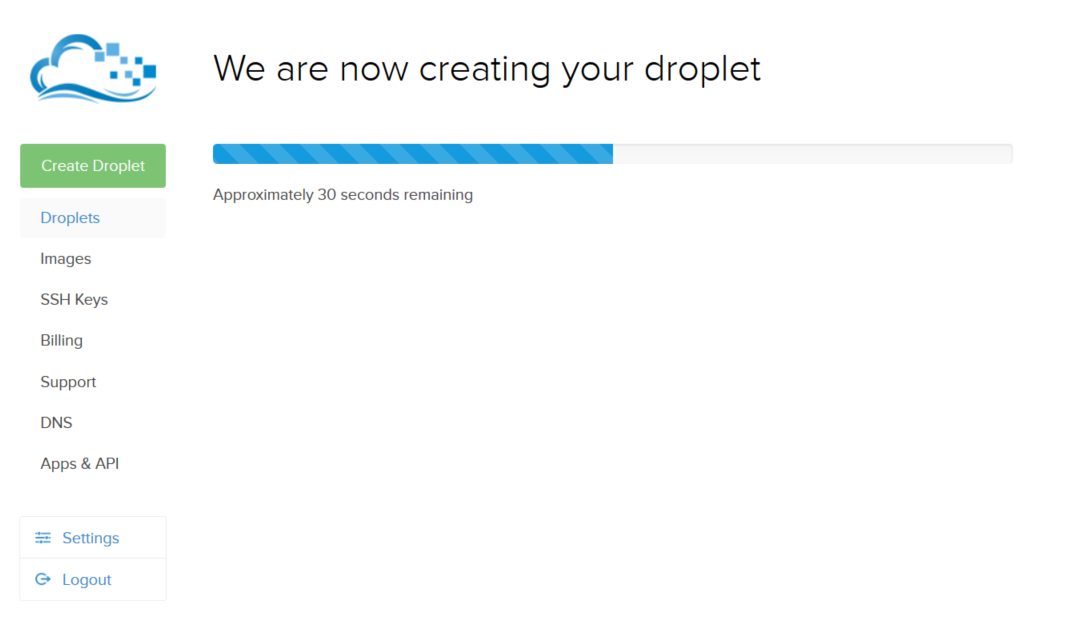 We are now creating your droplet
Create Droplet
Approximately 30 seconds remaining
Droplets
Images
SSH Keys
Billing
Support
DNS
Apps & API
Settings
Logout